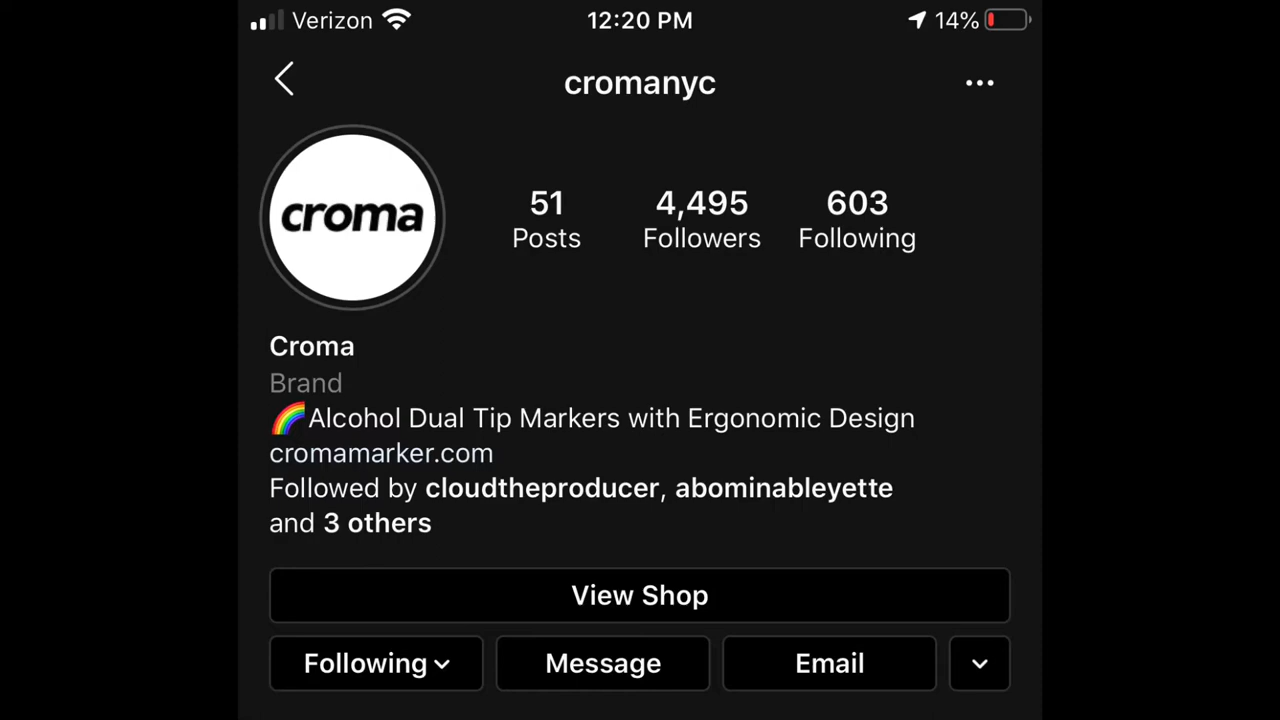 Verizon 12:20 PM 14%
cromanyc
croma
51 4,495 603
Posts Followers Following
Croma
Brand
🌈Alcohol Dual Tip Markers with Ergonomic Design
cromamarker.com
Followed by cloudtheproducer, abominableyette
and 3 others
View Shop
Following Message Email